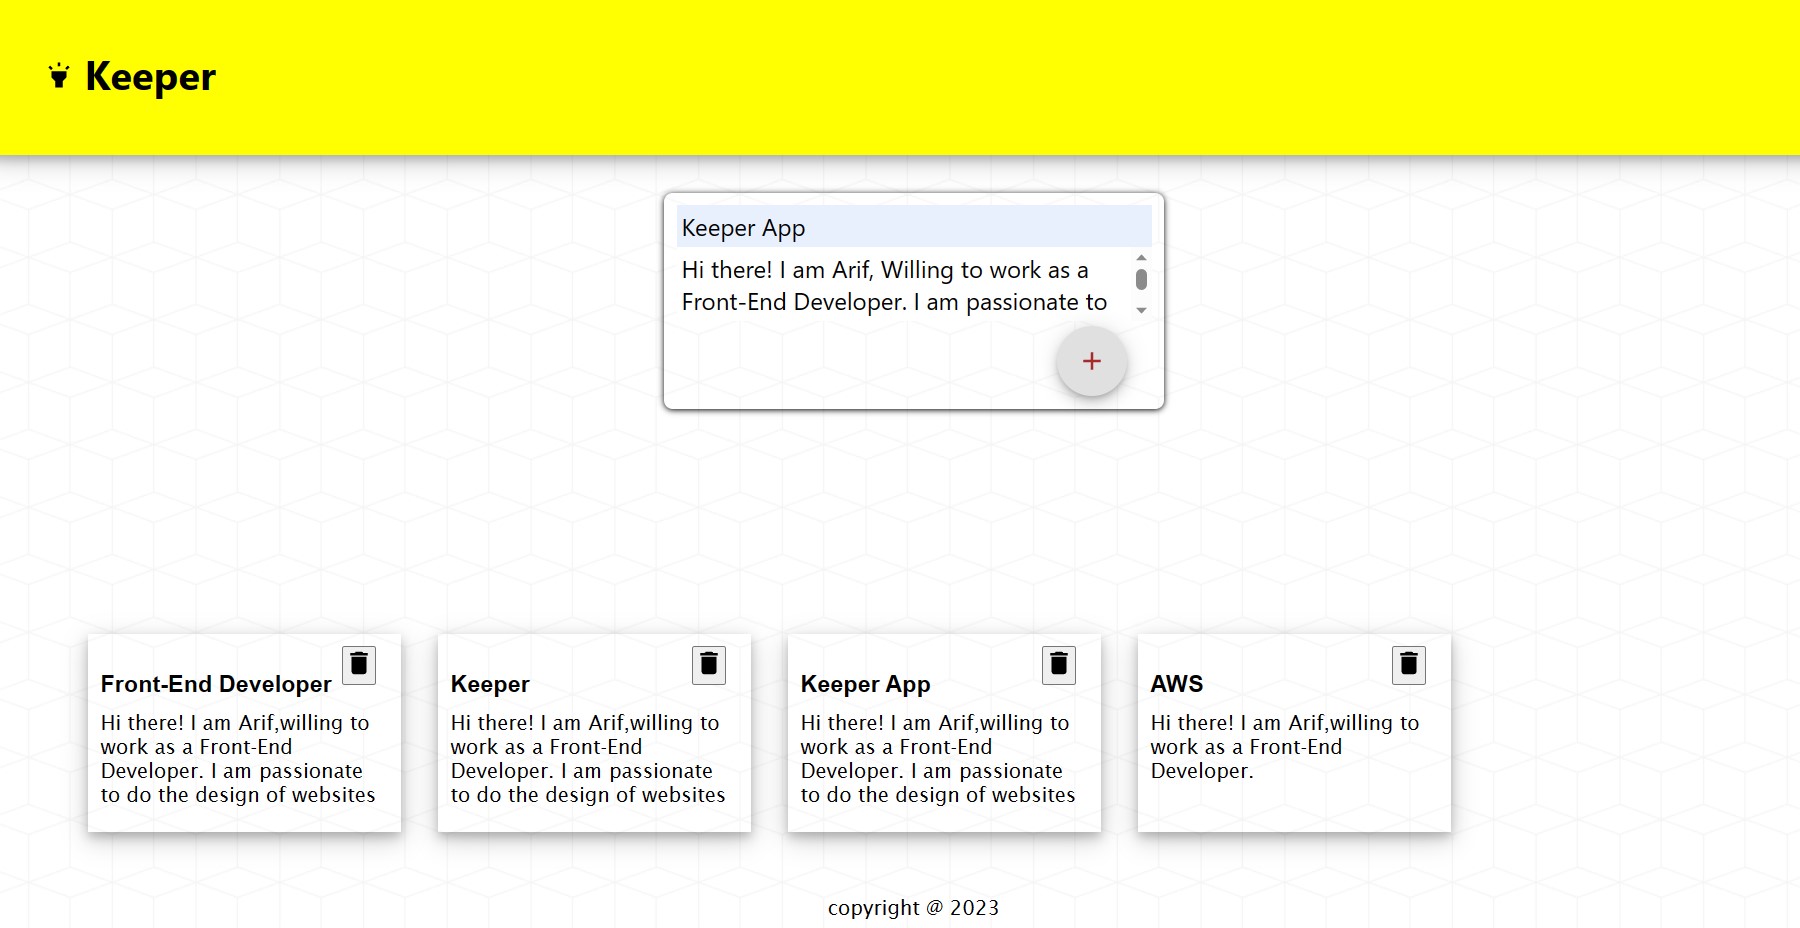 Keeper
Keeper App
Hi there! I am Arif, Willing to work as a
Front-End Developer. I am passionate to
+
Front-End Developer
Hi there! I am Arif,willing to
work as a Front-End
Developer. I am passionate
to do the design of websites
Keeper
Hi there! I am Arif,willing to
work as a Front-End
Developer. I am passionate
to do the design of websites
Keeper App
Hi there! I am Arif,willing to
work as a Front-End
Developer. I am passionate
to do the design of websites
AWS
Hi there! I am Arif,willing to
work as a Front-End
Developer.
copyright @ 2023